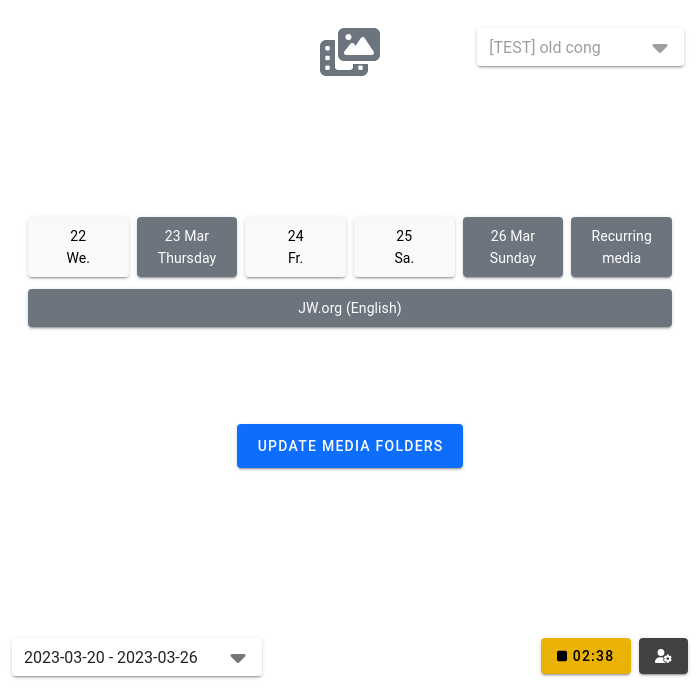 [TEST] old cong
22
We.
23 Mar
Thursday
24
Fr.
25
Sa.
26 Mar
Sunday
Recurring
media
JW.org (English)
UPDATE MEDIA FOLDERS
2023-03-20 - 2023-03-26
02:38